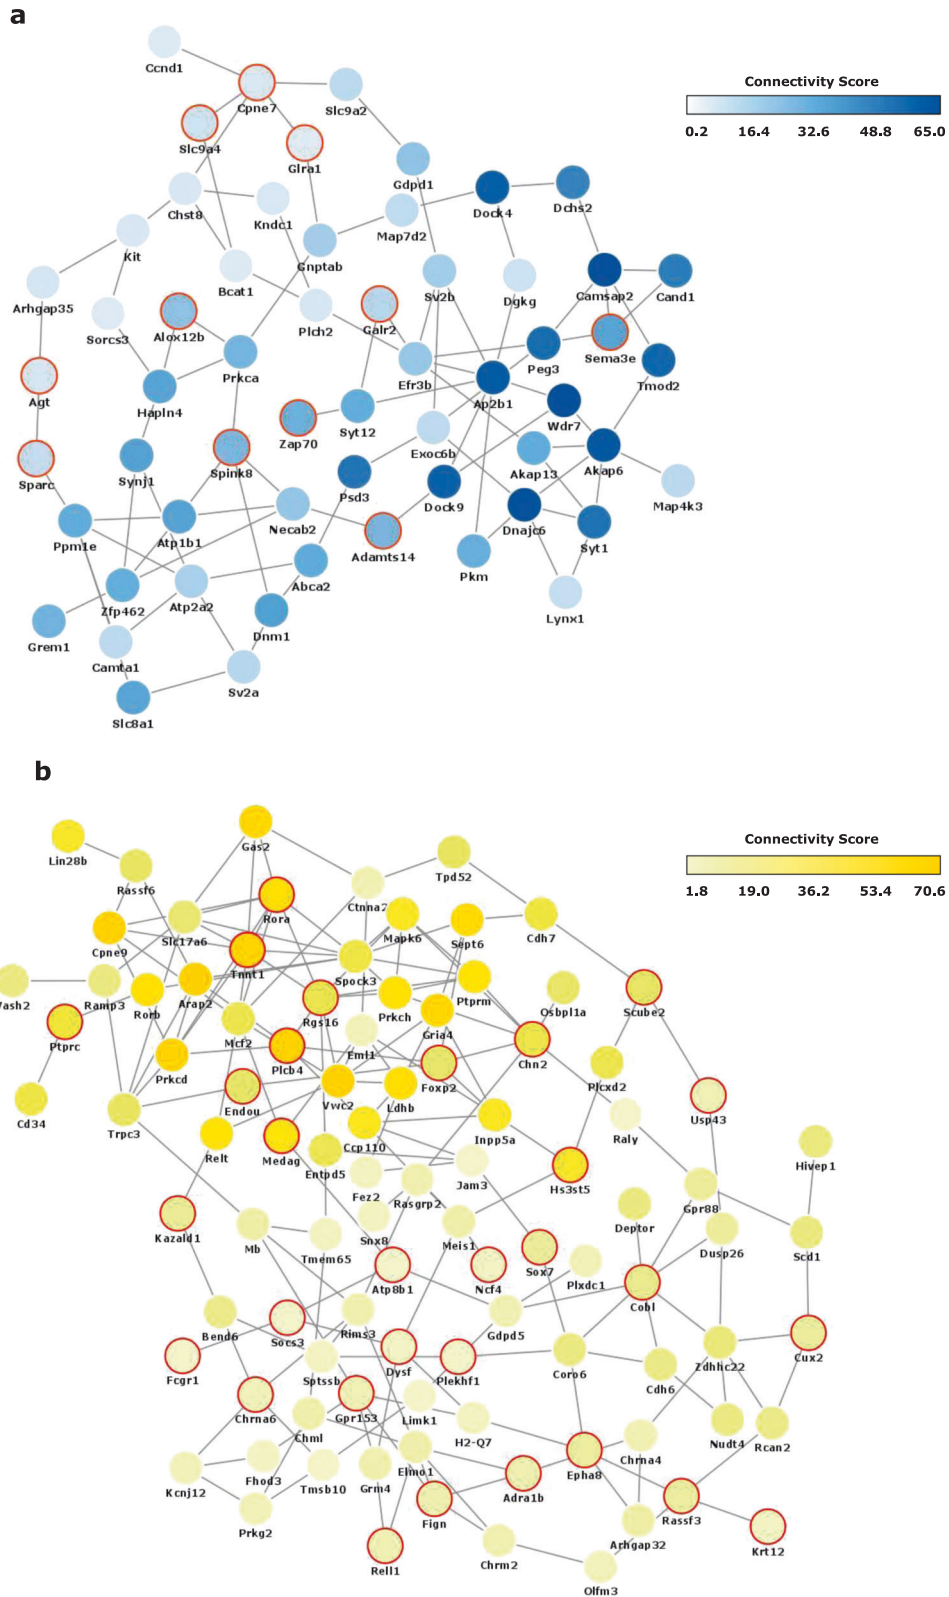 a
Ccnd1
Cpne7
Slc9a2
Slc9a4
Glra1
Connectivity Score
0.2 16.4 32.6 48.8 65.0
Gdpd1
Chst8
Kndc1
Map7d2
Dock4
Dchs2
Kit
Gnptab
Bcat1
Sv2b
Dgkg
Camsap2
Cand1
Arhgap35
Sorcs3
Alox12b
Plch2
Galr2
Peg3
Sema3e
Prkca
Efr3b
Tmod2
Agt
Hapln4
Ap2b1
Zap70
Syt12
Wdr7
Exoc6b
Akap13
Akap6
Sparc
Synj1
Spink8
Psd3
Dock9
Map4k3
Ppm1e
Atp1b1
Necab2
Adamts14
Dnajc6
Syt1
Pkm
Abca2
Zfp462
Atp2a2
Lynx1
Grem1
Dnm1
Camta1
Sv2a
Slc8a1
b
Connectivity Score
1.8 19.0 36.2 53.4 70.6
Gas2
Lin28b
Rassf6
Tpd52
Ctnna2
Rora
Cpne9
Slc17a6
Mapk6
Sept6
Cdh7
Tnnt1
Spock3
Ramp3
Rorb
Arap2
Rgs16
Prkch
Ptprm
Osbpl1a
Scube2
Ptprc
Mcf2
Eml1
Gria4
Prkcd
Plcb4
Foxp2
Chn2
Plcxd2
Cd34
Trpc3
Endou
Vwc2
Ldhb
Usp43
Relt
Medag
Ccp110
Inpp5a
Raly
Entpd5
Hivep1
Fez2
Rasgrp2
Jam3
Hs3st5
Gpr88
Kazald1
Mb
Tmem65
Snx8
Meis1
Deptor
Dusp26
Scd1
Atp8b1
Ncf4
Sox7
Plxdc1
Cobl
Bend6
Socs3
Rims3
Gdpd5
Fcgr1
Sptssb
Dysf
Plekhf1
Coro6
Cdh6
Zdhhc22
Cux2
Chrna6
Gpr153
Limk1
Chml
H2-Q7
Nudt4
Rcan2
Kcnj12
Fhod3
Tmsb10
Grm4
Elmo1
Epha8
Chrna4
Adra1b
Rassf3
Prkg2
Fign
Arhgap32
Krt12
Rell1
Chrm2
Olfm3